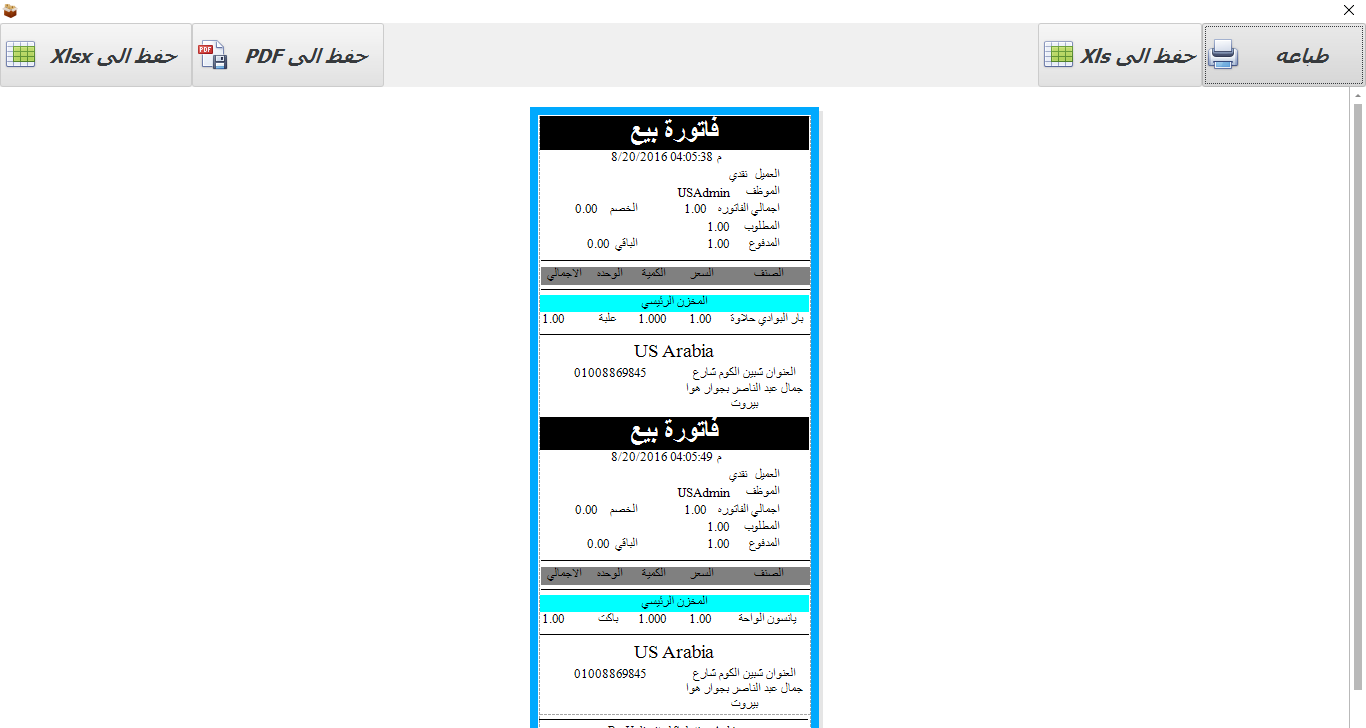 طباعه
حفظ الى Xls
حفظ الى PDF
حفظ الى Xlsx
فاتورة بيع
8/20/2016 04:05:38 م
العميل نقدي
الموظف USAdmin
اجمالي الفاتوره 1.00 الخصم 0.00
المطلوب 1.00
المدفوع 1.00 الباقي 0.00
الصنف السعر الكمية الوحده الاجمالي
المخزن الرئيسي
بار البوادي حلاوة 1.00 1.000 علبة 1.00
US Arabia
العنوان شبين الكوم شارع 01008869845
جمال عبد الناصر بجوار هوا
بيروت
فاتورة بيع
8/20/2016 04:05:49 م
العميل نقدي
الموظف USAdmin
اجمالي الفاتوره 1.00 الخصم 0.00
المطلوب 1.00
المدفوع 1.00 الباقي 0.00
الصنف السعر الكمية الوحده الاجمالي
المخزن الرئيسي
يانسون الواحة 1.00 1.000 باكت 1.00
US Arabia
العنوان شبين الكوم شارع 01008869845
جمال عبد الناصر بجوار هوا
بيروت